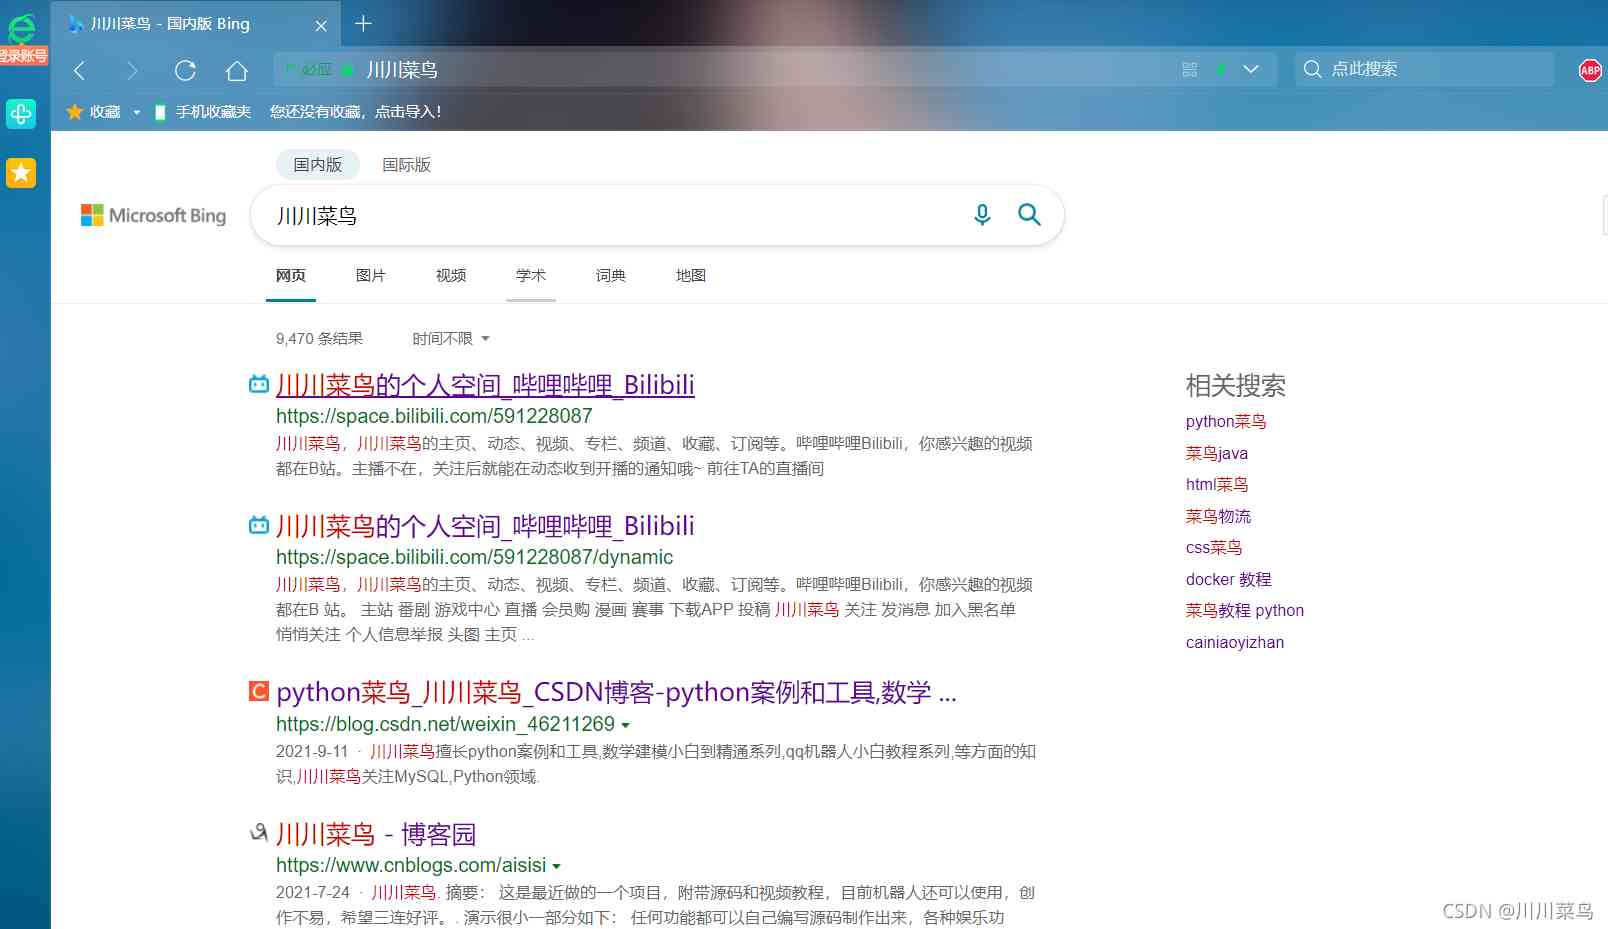 川川菜鸟 - 国内版 Bing
登录账号
必应
川川菜鸟
点此搜索
ABP
收藏
手机收藏夹
您还没有收藏，点击导入！
国内版
国际版
Microsoft Bing
川川菜鸟
网页
图片
视频
学术
词典
地图
9,470 条结果
时间不限
川川菜鸟的个人空间_哔哩哔哩_Bilibili
https://space.bilibili.com/591228087
川川菜鸟，川川菜鸟的主页、动态、视频、专栏、频道、收藏、订阅等。哔哩哔哩Bilibili，你感兴趣的视频
都在B站。主播不在，关注后就能在动态收到开播的通知哦~ 前往TA的直播间
川川菜鸟的个人空间_哔哩哔哩_Bilibili
https://space.bilibili.com/591228087/dynamic
川川菜鸟，川川菜鸟的主页、动态、视频、专栏、频道、收藏、订阅等。哔哩哔哩Bilibili，你感兴趣的视频
都在B 站。 主站 番剧 游戏中心 直播 会员购 漫画 赛事 下载APP 投稿 川川菜鸟 关注 发消息 加入黑名单
悄悄关注 个人信息举报 头图 主页 ...
python菜鸟_川川菜鸟_CSDN博客-python案例和工具,数学 ...
https://blog.csdn.net/weixin_46211269
2021-9-11 · 川川菜鸟擅长python案例和工具,数学建模小白到精通系列,qq机器人小白教程系列,等方面的知
识,川川菜鸟关注MySQL,Python领域.
川川菜鸟 - 博客园
https://www.cnblogs.com/aisisi
2021-7-24 · 川川菜鸟. 摘要： 这是最近做的一个项目，附带源码和视频教程，目前机器人还可以使用，创
作不易，希望三连好评。. 演示很小一部分如下： 任何功能都可以自己编写源码制作出来，各种娱乐功
相关搜索
python菜鸟
菜鸟java
html菜鸟
菜鸟物流
css菜鸟
docker 教程
菜鸟教程 python
cainiaoyizhan
CSDN @川川菜鸟